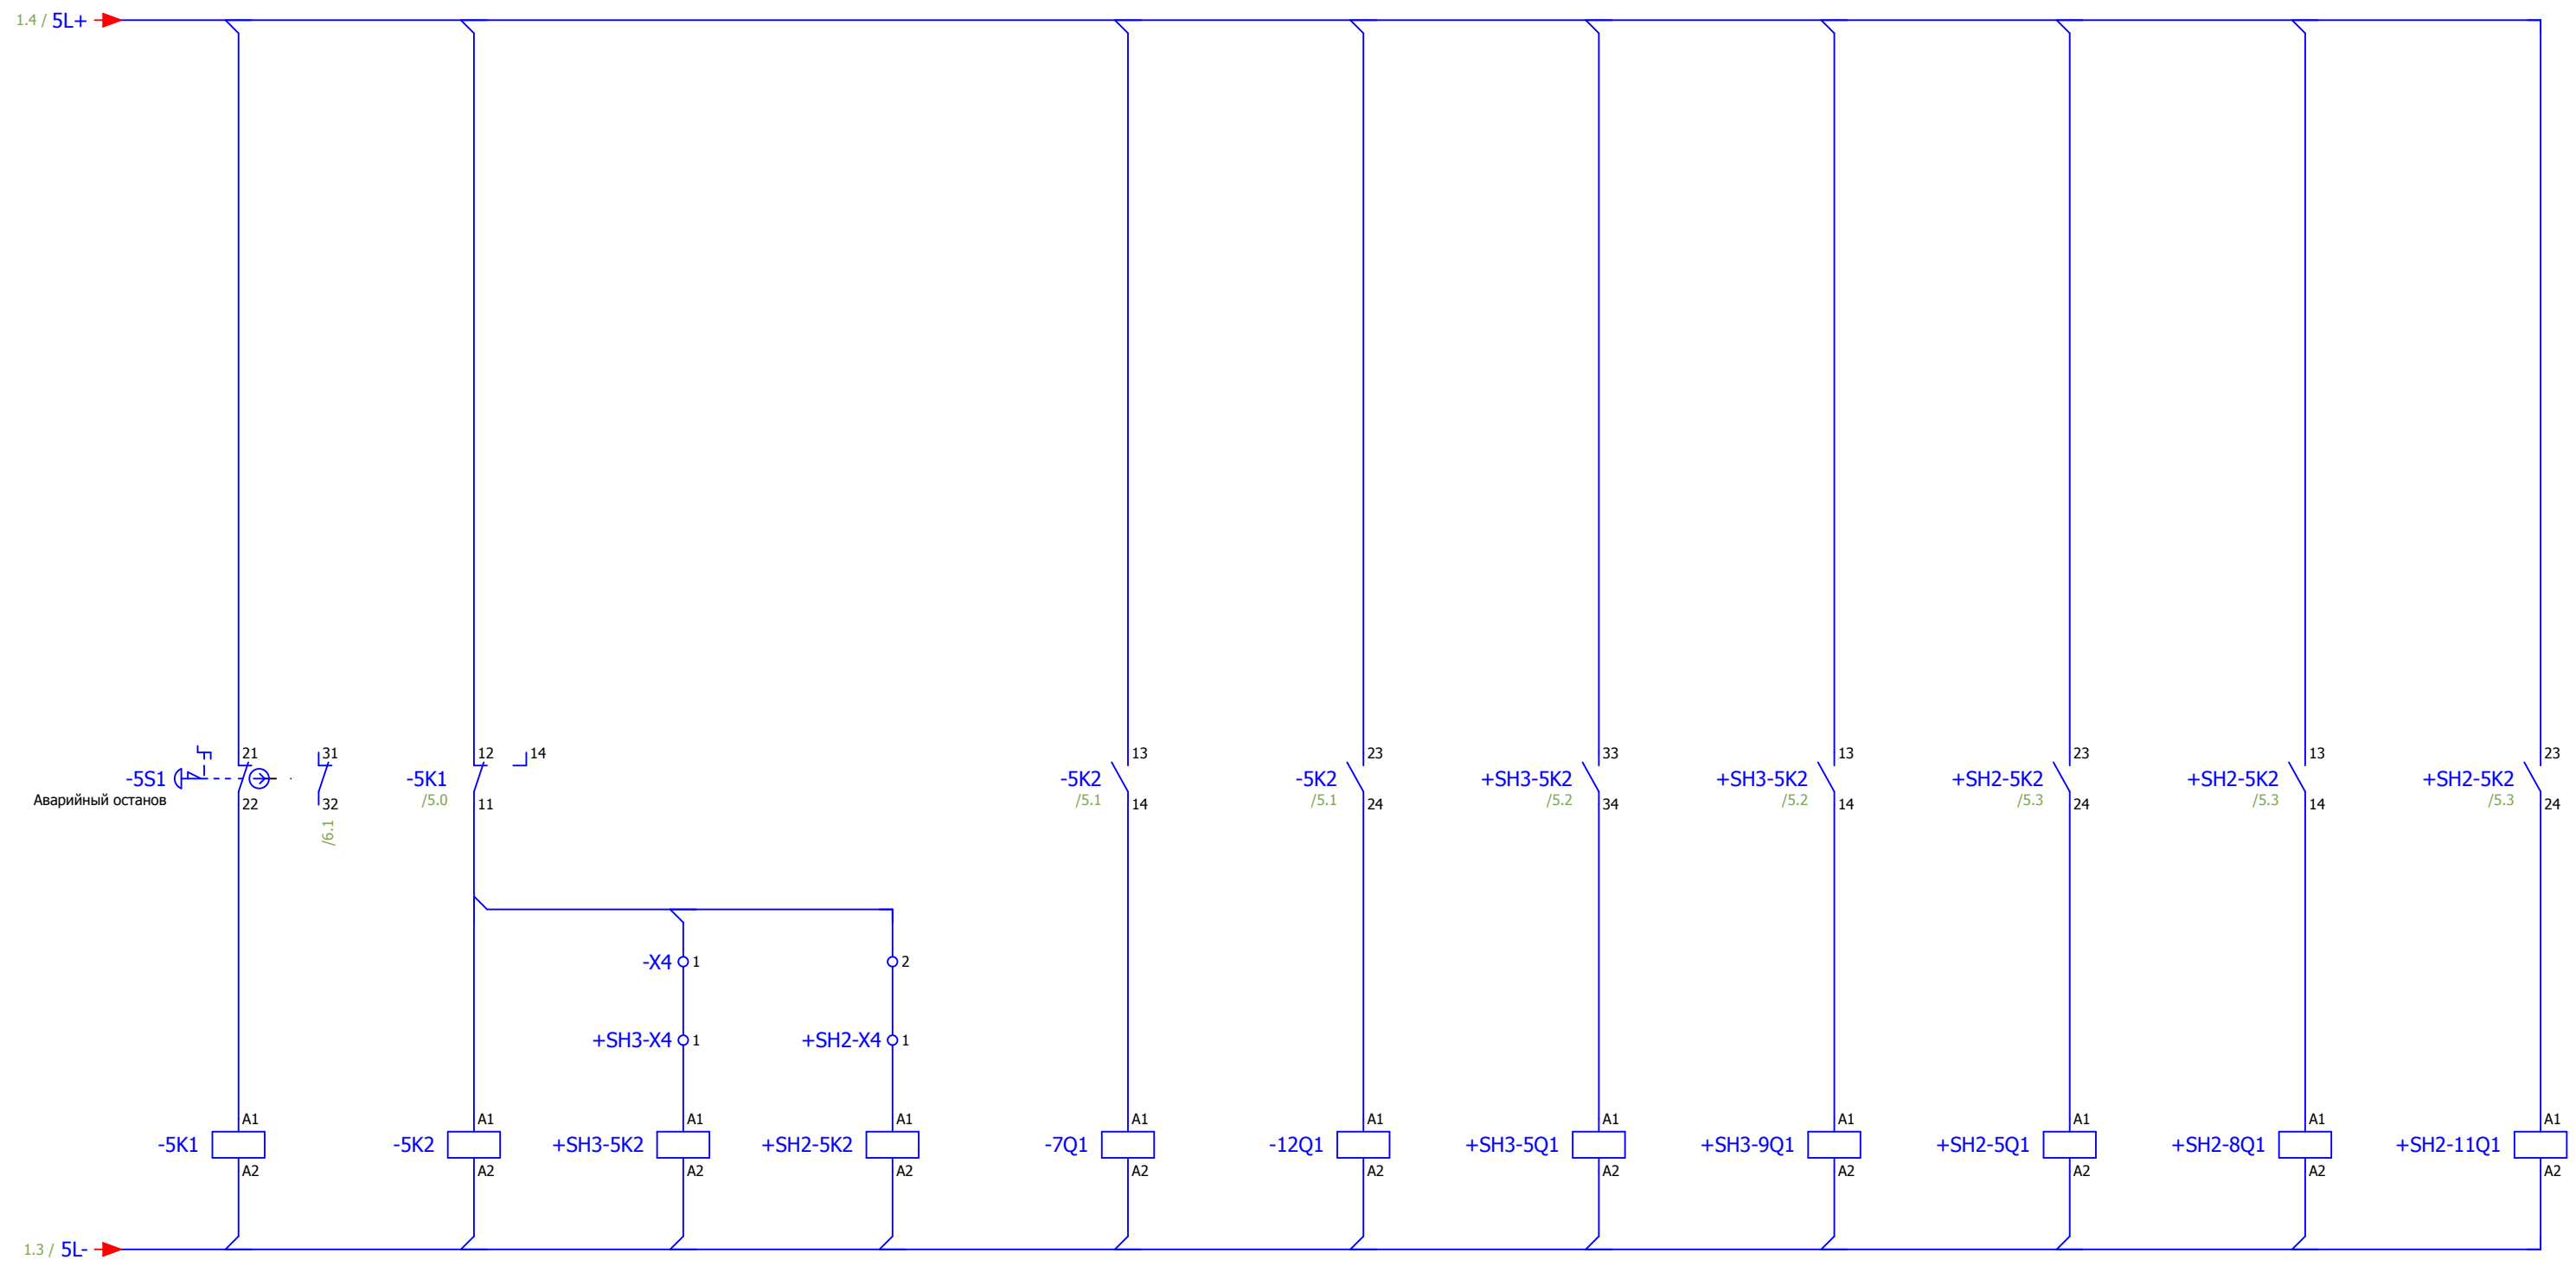 1.4 / 5L+
21 31 12 14 13 23 33 13 23 13 23
-5S1 -5K1 -5K2 -5K2 +SH3-5K2 +SH3-5K2 +SH2-5K2 +SH2-5K2 +SH2-5K2
Аварийный останов /5.0 /5.1 /5.1 /5.2 /5.2 /5.3 /5.3 /5.3
22 32 11 14 24 34 14 24 14 24
/6.1
-X4 1 2
+SH3-X4 1 +SH2-X4 1
A1 A1 A1 A1 A1 A1 A1 A1 A1 A1 A1
-5K1 -5K2 +SH3-5K2 +SH2-5K2 -7Q1 -12Q1 +SH3-5Q1 +SH3-9Q1 +SH2-5Q1 +SH2-8Q1 +SH2-11Q1
A2 A2 A2 A2 A2 A2 A2 A2 A2 A2 A2
1.3 / 5L-